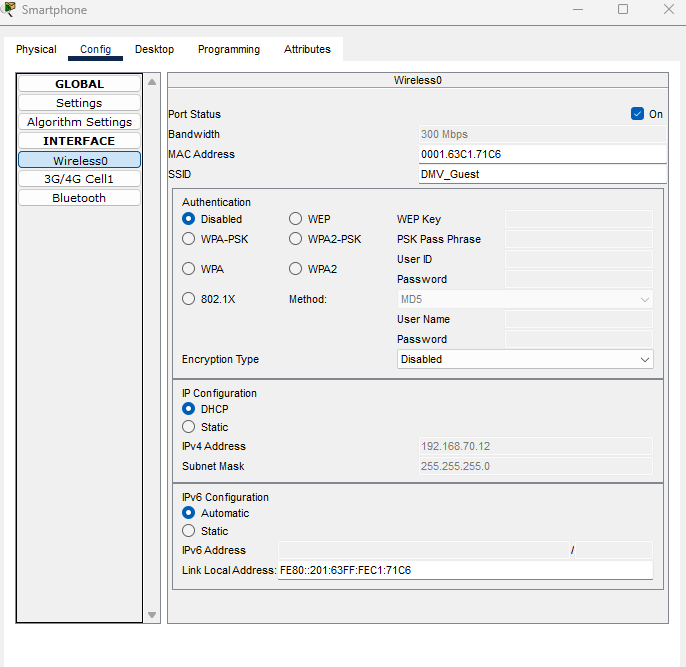 Smartphone
Physical Config Desktop Programming Attributes
GLOBAL
Settings
Algorithm Settings
INTERFACE
Wireless0
3G/4G Cell1
Bluetooth
Wireless0
Port Status On
Bandwidth 300 Mbps
MAC Address 0001.63C1.71C6
SSID DMV_Guest
Authentication
Disabled WEP WEP Key
WPA-PSK WPA2-PSK PSK Pass Phrase
User ID
WPA WPA2
Password
802.1X Method: MD5
User Name
Password
Encryption Type Disabled
IP Configuration
DHCP
Static
IPv4 Address 192.168.70.12
Subnet Mask 255.255.255.0
IPv6 Configuration
Automatic
Static
IPv6 Address /
Link Local Address: FE80::201:63FF:FEC1:71C6